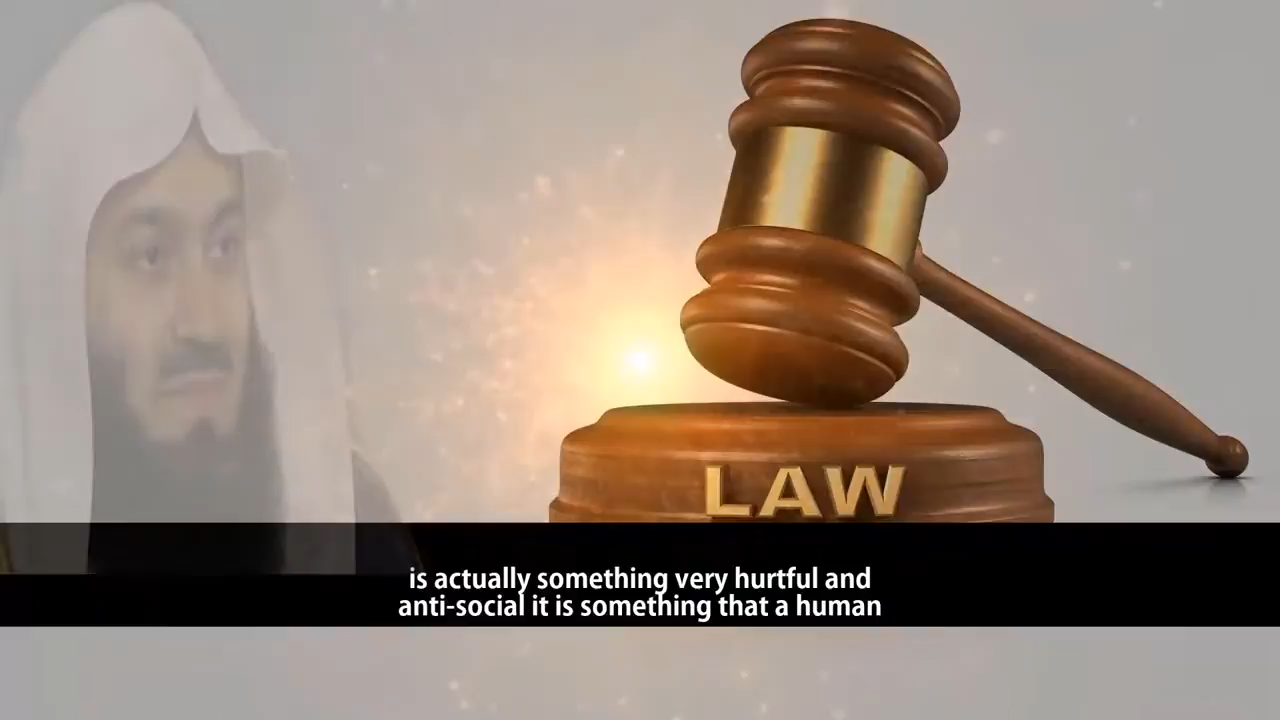 LAW
is actually something very hurtful and
anti-social it is something that a human